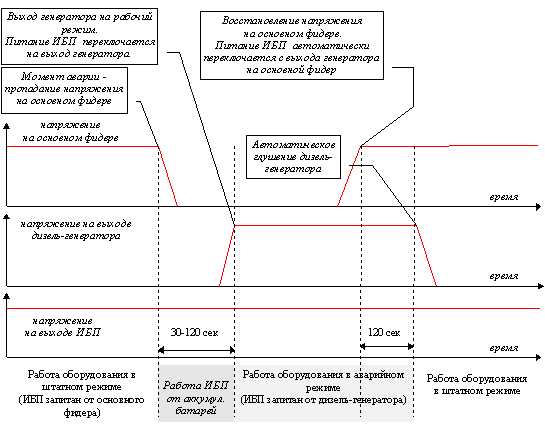 Выход генератора на рабочий
режим.
Питание ИБП переключается
на выход генератора
Восстановление напряжения
на основном фидере.
Питание ИБП автоматически
переключается с выхода генератора
на основной фидер
Момент аварии -
пропадание напряжения
на основном фидере
напряжение
на основном фидере
Автоматическое
глушение дизель-
генератора
время
напряжение на выходе
дизель-генератора
время
напряжение
на выходе ИБП
30-120 сек
120 сек
время
Работа оборудования в
штатном режиме
(ИБП запитан от основного
фидера)
Работа ИБП
от аккумул.
батарей
Работа оборудования в аварийном
режиме
(ИБП запитан от дизель-генератора)
Работа оборудования
в штатном режиме